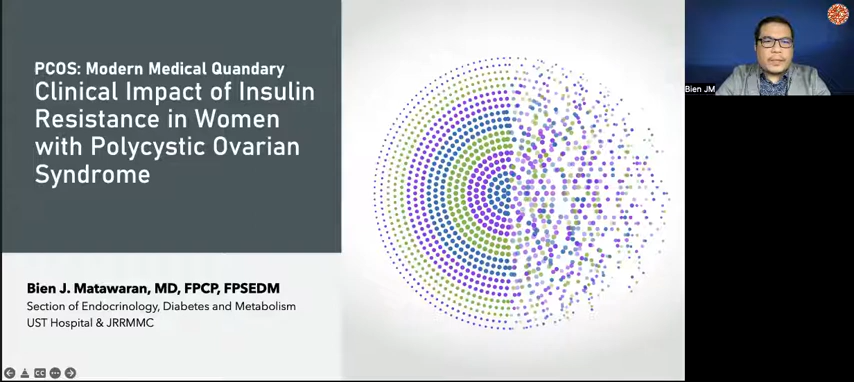 PCOS: Modern Medical Quandary
Clinical Impact of Insulin
Resistance in Women
with Polycystic Ovarian
Syndrome
Bien J. Matawaran, MD, FPCP, FPSEDM
Section of Endocrinology, Diabetes and Metabolism
UST Hospital & JRRMMC
CC
Bien JM